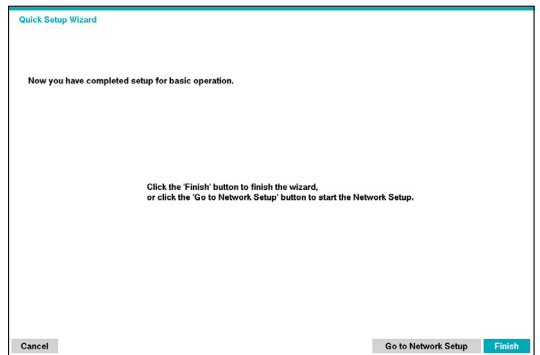 Quick Setup Wizard
Now you have completed setup for basic operation.
Click the 'Finish' button to finish the wizard,
or click the 'Go to Network Setup' button to start the Network Setup.
Cancel
Go to Network Setup
Finish